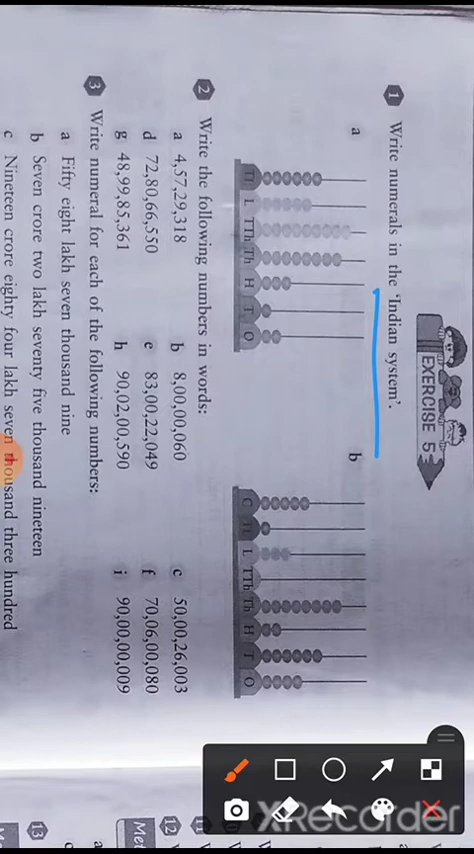 EXERCISE 5
1 Write numerals in the 'Indian system'.
a b
TL L TTh Th H T O
C TL L TTh Th H T O
2 Write the following numbers in words:
a 4,57,29,318 b 8,00,00,060 c 50,00,26,003
d 72,80,66,550 e 83,00,22,049 f 70,06,00,080
g 48,99,85,361 h 90,02,00,590 i 90,00,00,009
3 Write numeral for each of the following numbers:
a Fifty eight lakh seven thousand nine
b Seven crore two lakh seventy five thousand nineteen
c Nineteen crore eighty four lakh seven thousand three hundred
12
13
XRecorder